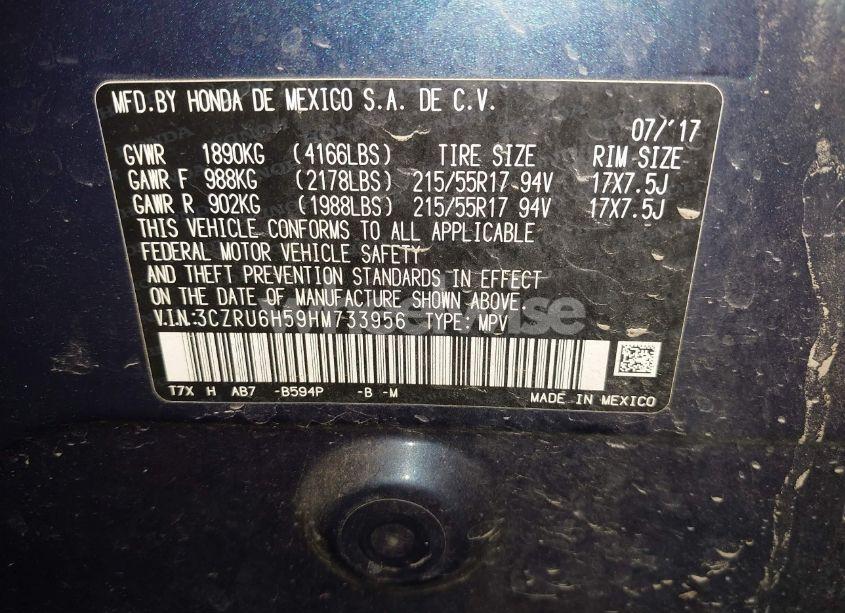 MFD.BY HONDA DE MEXICO S.A. DE C.V.
07/'17
GVWR 1890KG (4166LBS) TIRE SIZE RIM SIZE
GAWR F 988KG (2178LBS) 215/55R17 94V 17X7.5J
GAWR R 902KG (1988LBS) 215/55R17 94V 17X7.5J
THIS VEHICLE CONFORMS TO ALL APPLICABLE
FEDERAL MOTOR VEHICLE SAFETY
AND THEFT PREVENTION STANDARDS IN EFFECT
ON THE DATE OF MANUFACTURE SHOWN ABOVE.
V.I.N:3CZRU6H59HM733956 TYPE: MPV
T7X H AB7 -B594P -B -M
MADE IN MEXICO